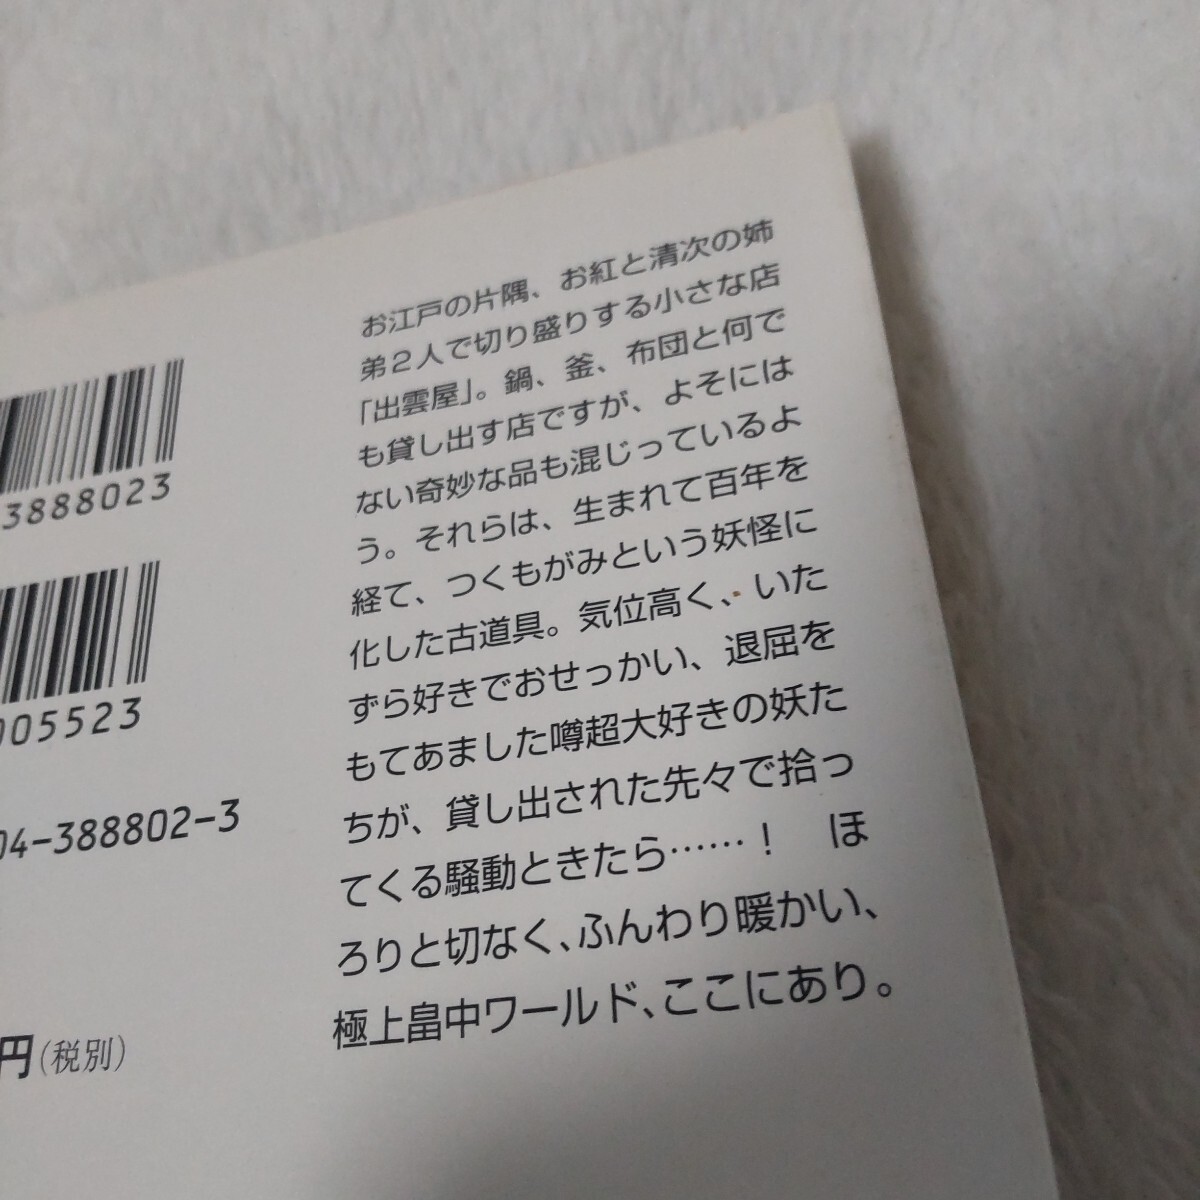 お江戸の片隅、お紅と清次の姉
弟2人で切り盛りする小さな店
「出雲屋」。鍋、釜、布団と何で
も貸し出す店ですが、よそには
ない奇妙な品も混じっているよ
う。それらは、生まれて百年を
経て、つくもがみという妖怪に
化した古道具。気位高く、いた
ずら好きでおせっかい、退屈を
もてあました噂超大好きの妖た
ちが、貸し出された先々で拾っ
てくる騒動ときたら……！　ほ
ろりと切なく、ふんわり暖かい、
極上畠中ワールド、ここにあり。
3888023
005523
04-388802-3
円(税別)